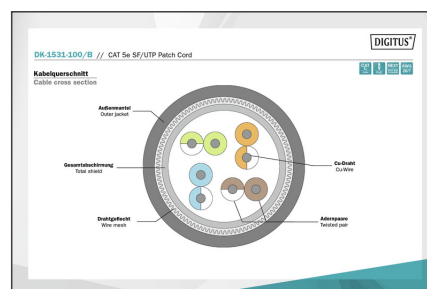 DIGITUS®
DK-1531-100/B // CAT 5e SF/UTP Patch Cord
Kabelquerschnitt
Cable cross section
Außenmantel
Outer jacket
Gesamtabschirmung
Total shield
Drahtgeflecht
Wire mesh
Cu-Draht
Cu-Wire
Aderspaare
Twisted pair